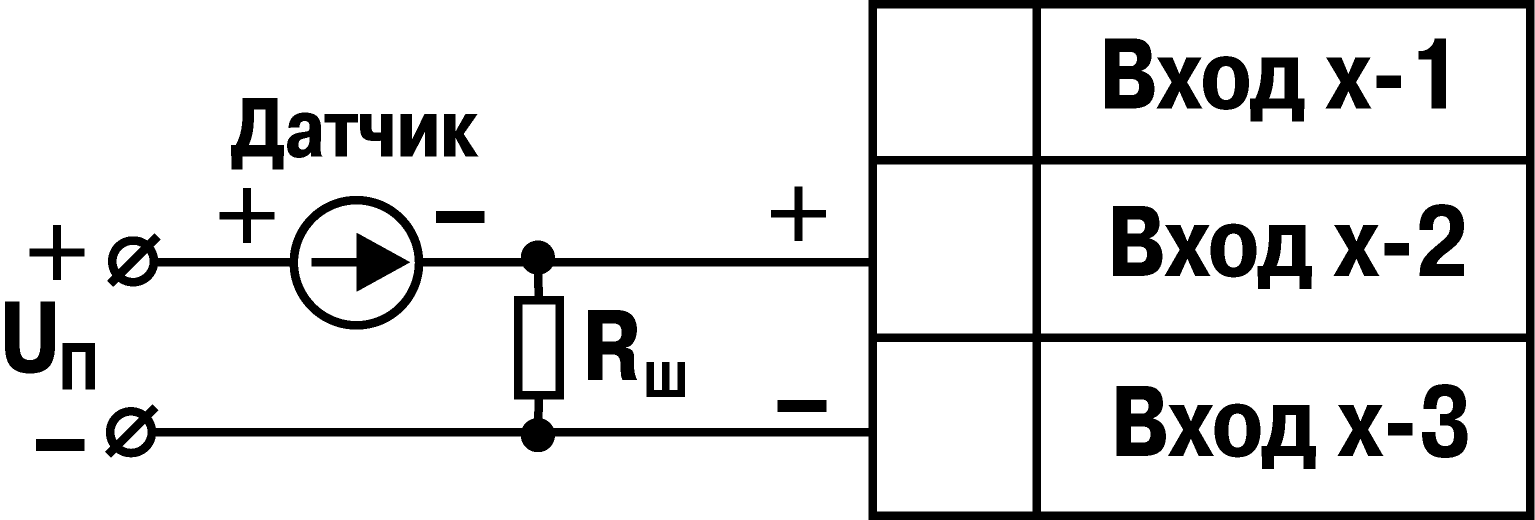 Вход х-1
Датчик
+ − +
Вход х-2
+
Uп
Rш
− −
Вход х-3